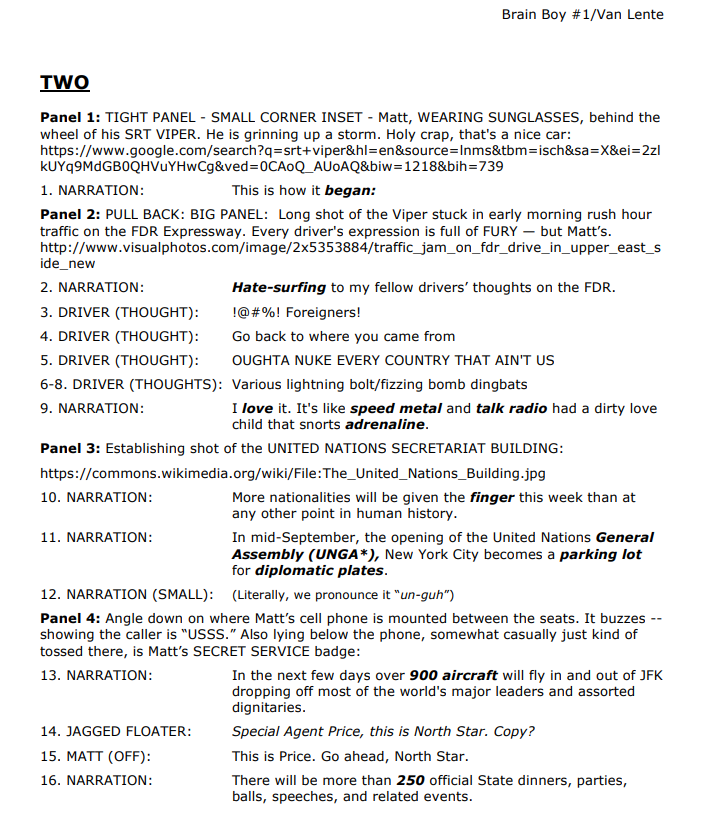 Brain Boy #1/Van Lente
TWO
Panel 1: TIGHT PANEL - SMALL CORNER INSET - Matt, WEARING SUNGLASSES, behind the
wheel of his SRT VIPER. He is grinning up a storm. Holy crap, that's a nice car:
https://www.google.com/search?q=srt+viper&hl=en&source=lnms&tbm=isch&sa=X&ei=2zl
kUYq9MdGB0QHVuYHwCg&ved=0CAoQ_AUoAQ&biw=1218&bih=739
1. NARRATION: This is how it began:
Panel 2: PULL BACK: BIG PANEL: Long shot of the Viper stuck in early morning rush hour
traffic on the FDR Expressway. Every driver's expression is full of FURY — but Matt's.
http://www.visualphotos.com/image/2x5353884/traffic_jam_on_fdr_drive_in_upper_east_s
ide_new
2. NARRATION: Hate-surfing to my fellow drivers' thoughts on the FDR.
3. DRIVER (THOUGHT): !@#%! Foreigners!
4. DRIVER (THOUGHT): Go back to where you came from
5. DRIVER (THOUGHT): OUGHTA NUKE EVERY COUNTRY THAT AIN'T US
6-8. DRIVER (THOUGHTS): Various lightning bolt/fizzing bomb dingbats
9. NARRATION: I love it. It's like speed metal and talk radio had a dirty love
child that snorts adrenaline.
Panel 3: Establishing shot of the UNITED NATIONS SECRETARIAT BUILDING:
https://commons.wikimedia.org/wiki/File:The_United_Nations_Building.jpg
10. NARRATION: More nationalities will be given the finger this week than at
any other point in human history.
11. NARRATION: In mid-September, the opening of the United Nations General
Assembly (UNGA*), New York City becomes a parking lot
for diplomatic plates.
12. NARRATION (SMALL): (Literally, we pronounce it "un-guh")
Panel 4: Angle down on where Matt's cell phone is mounted between the seats. It buzzes --
showing the caller is "USSS." Also lying below the phone, somewhat casually just kind of
tossed there, is Matt's SECRET SERVICE badge:
13. NARRATION: In the next few days over 900 aircraft will fly in and out of JFK
dropping off most of the world's major leaders and assorted
dignitaries.
14. JAGGED FLOATER: Special Agent Price, this is North Star. Copy?
15. MATT (OFF): This is Price. Go ahead, North Star.
16. NARRATION: There will be more than 250 official State dinners, parties,
balls, speeches, and related events.